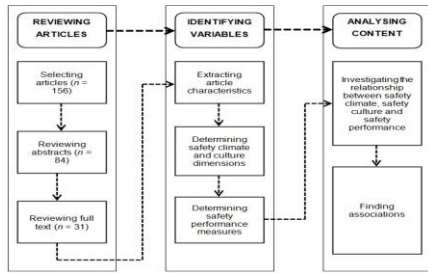 REVIEWING
ARTICLES
Selecting
articles (n =
156)
Reviewing
abstracts (n =
84)
Reviewing full
text (n = 31)
IDENTIFYING
VARIABLES
Extracting
article
characteristics
Determining
safety climate
and culture
dimensions
Determining
safety
performance
measures
ANALYSING
CONTENT
Investigating the
relationship
between safety
climate, safety
culture and
safety
performance
Finding
associations